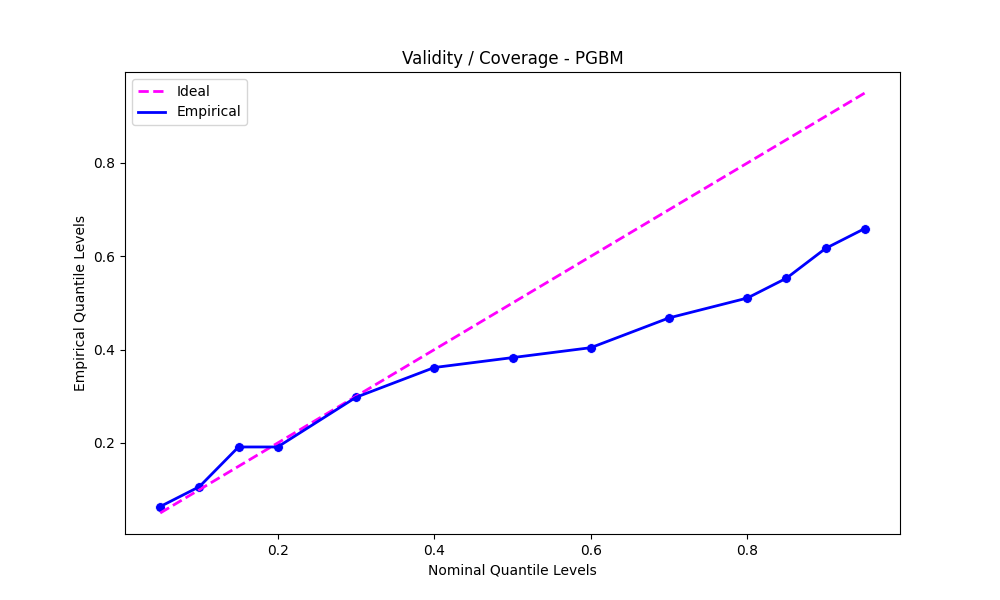 Validity / Coverage - PGBM
Ideal
Empirical
0.8
0.6
0.4
0.2
Empirical Quantile Levels
0.2 0.4 0.6 0.8
Nominal Quantile Levels